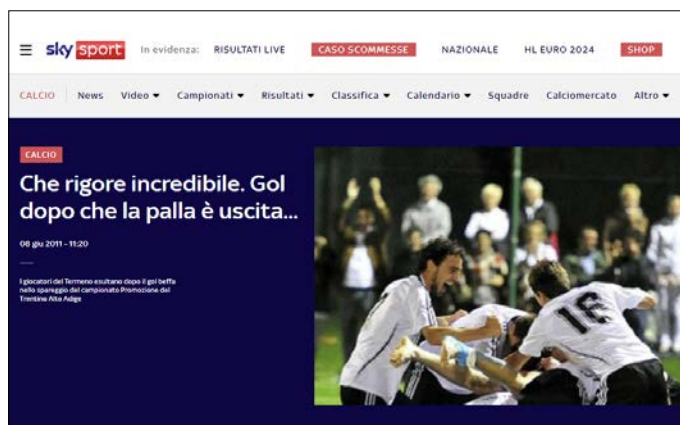 ☰ sky sport In evidenza: RISULTATI LIVE CASO SCOMMESSE NAZIONALE HL EURO 2024 SHOP
CALCIO News Video ▾ Campionati ▾ Risultati ▾ Classifica ▾ Calendario ▾ Squadre Calciomercato Altro ▾
CALCIO
Che rigore incredibile. Gol
dopo che la palla è uscita...
08 giu 2011 - 11:20
I giocatori del Termeno esultano dopo il gol beffa
nello spareggio del campionato Promozione del
Trentino Alto Adige
16